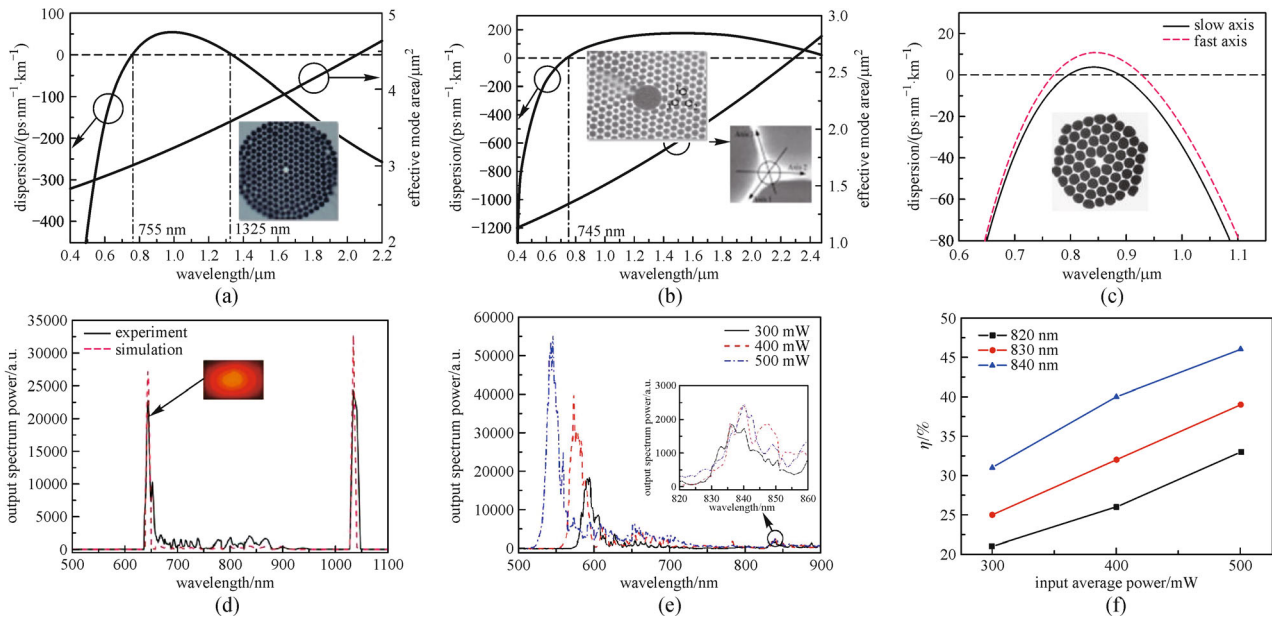 (a)
100
50
0
−100
−200
−300
−400
dispersion/(ps·nm⁻¹·km⁻¹)
5
4
3
2
effective mode area/μm²
755 nm
1325 nm
0.4 0.6 0.8 1.0 1.2 1.4 1.6 1.8 2.0 2.2
wavelength/μm
(b)
200
0
−200
−400
−600
−800
−1000
−1200
dispersion/(ps·nm⁻¹·km⁻¹)
3.0
2.5
2.0
1.5
1.0
effective mode area/μm²
Axis 2
745 nm
0.4 0.6 0.8 1.0 1.2 1.4 1.6 1.8 2.0 2.2 2.4
wavelength/μm
(c)
slow axis
fast axis
20
0
−20
−40
−60
−80
dispersion/(ps·nm⁻¹·km⁻¹)
0.6 0.7 0.8 0.9 1.0 1.1
wavelength/μm
(d)
experiment
simulation
35000
30000
25000
20000
15000
10000
5000
0
output spectrum power/a.u.
500 600 700 800 900 1000 1100
wavelength/nm
(e)
300 mW
400 mW
500 mW
60000
50000
40000
30000
20000
10000
0
output spectrum power/a.u.
3000
2000
1000
0
output spectrum power/a.u.
820 830 840 850 860
wavelength/nm
500 600 700 800 900
wavelength/nm
(f)
820 nm
830 nm
840 nm
50
45
40
35
30
25
20
η/%
300 400 500
input average power/mW